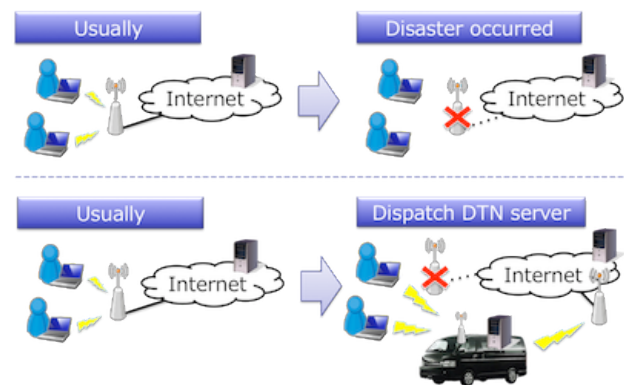 Usually
Disaster occurred
Internet
Internet
Usually
Dispatch DTN server
Internet
Internet